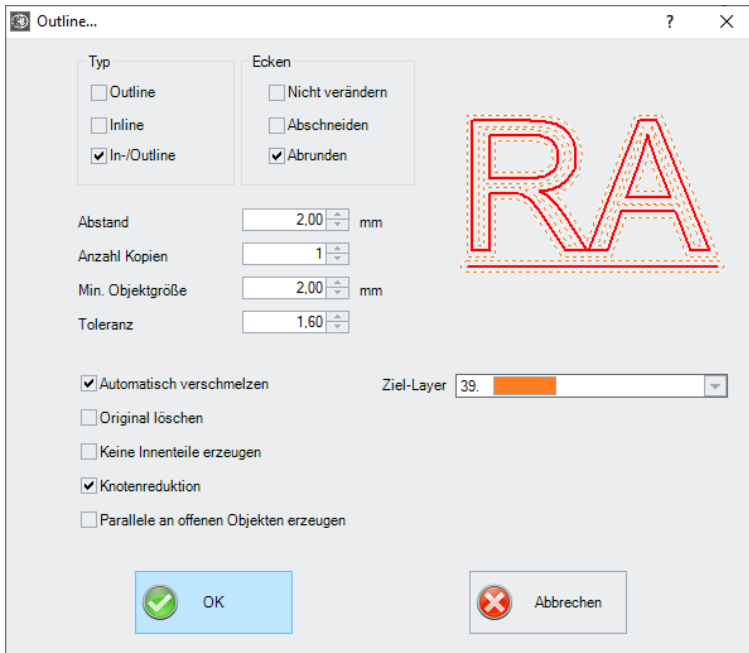 Outline...
?
Typ
Ecken
Outline
Nicht verändern
Inline
Abschneiden
In-/Outline
Abrunden
RA
Abstand 2,00 mm
Anzahl Kopien 1
Min. Objektgröße 2,00 mm
Toleranz 1,60
Automatisch verschmelzen
Ziel-Layer 39.
Original löschen
Keine Innenteile erzeugen
Knotenreduktion
Parallele an offenen Objekten erzeugen
OK
Abbrechen